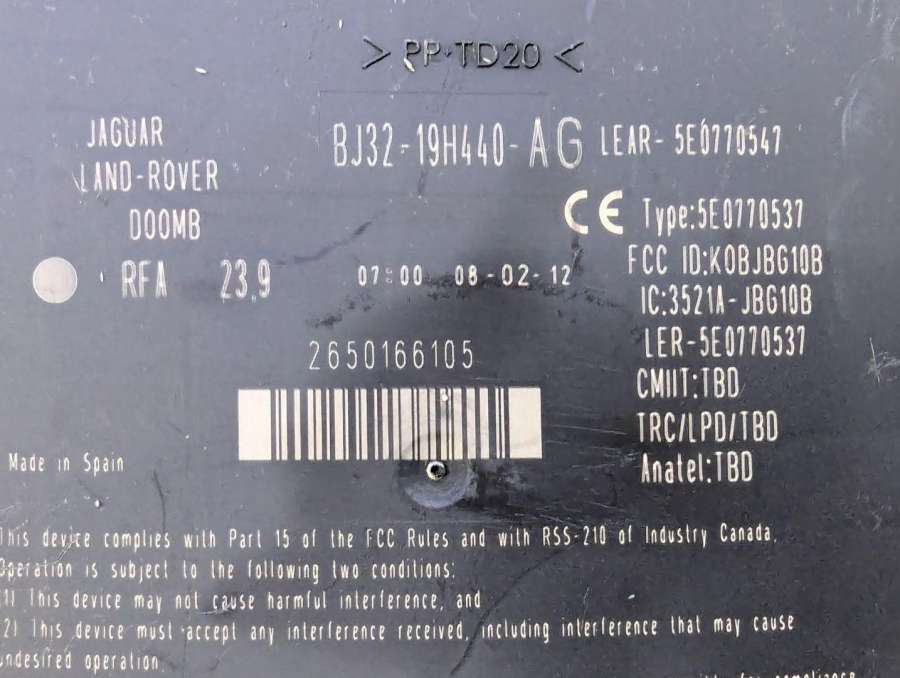 > PP-TD20 <
JAGUAR
LAND-ROVER
D00MB
BJ32-19H440-AG LEAR-5E0770547
CE Type:5E0770537
FCC ID:KOBJBG10B
IC:3521A-JBG10B
LER-5E0770537
CMIIT:TBD
TRC/LPD/TBD
Anatel:TBD
RFA 23.9 07:00 08-02-12
2650166105
Made in Spain
This device complies with Part 15 of the FCC Rules and with RSS-210 of Industry Canada.
Operation is subject to the following two conditions:
(1) This device may not cause harmful interference, and
(2) This device must accept any interference received, including interference that may cause
undesired operation.
for compliance